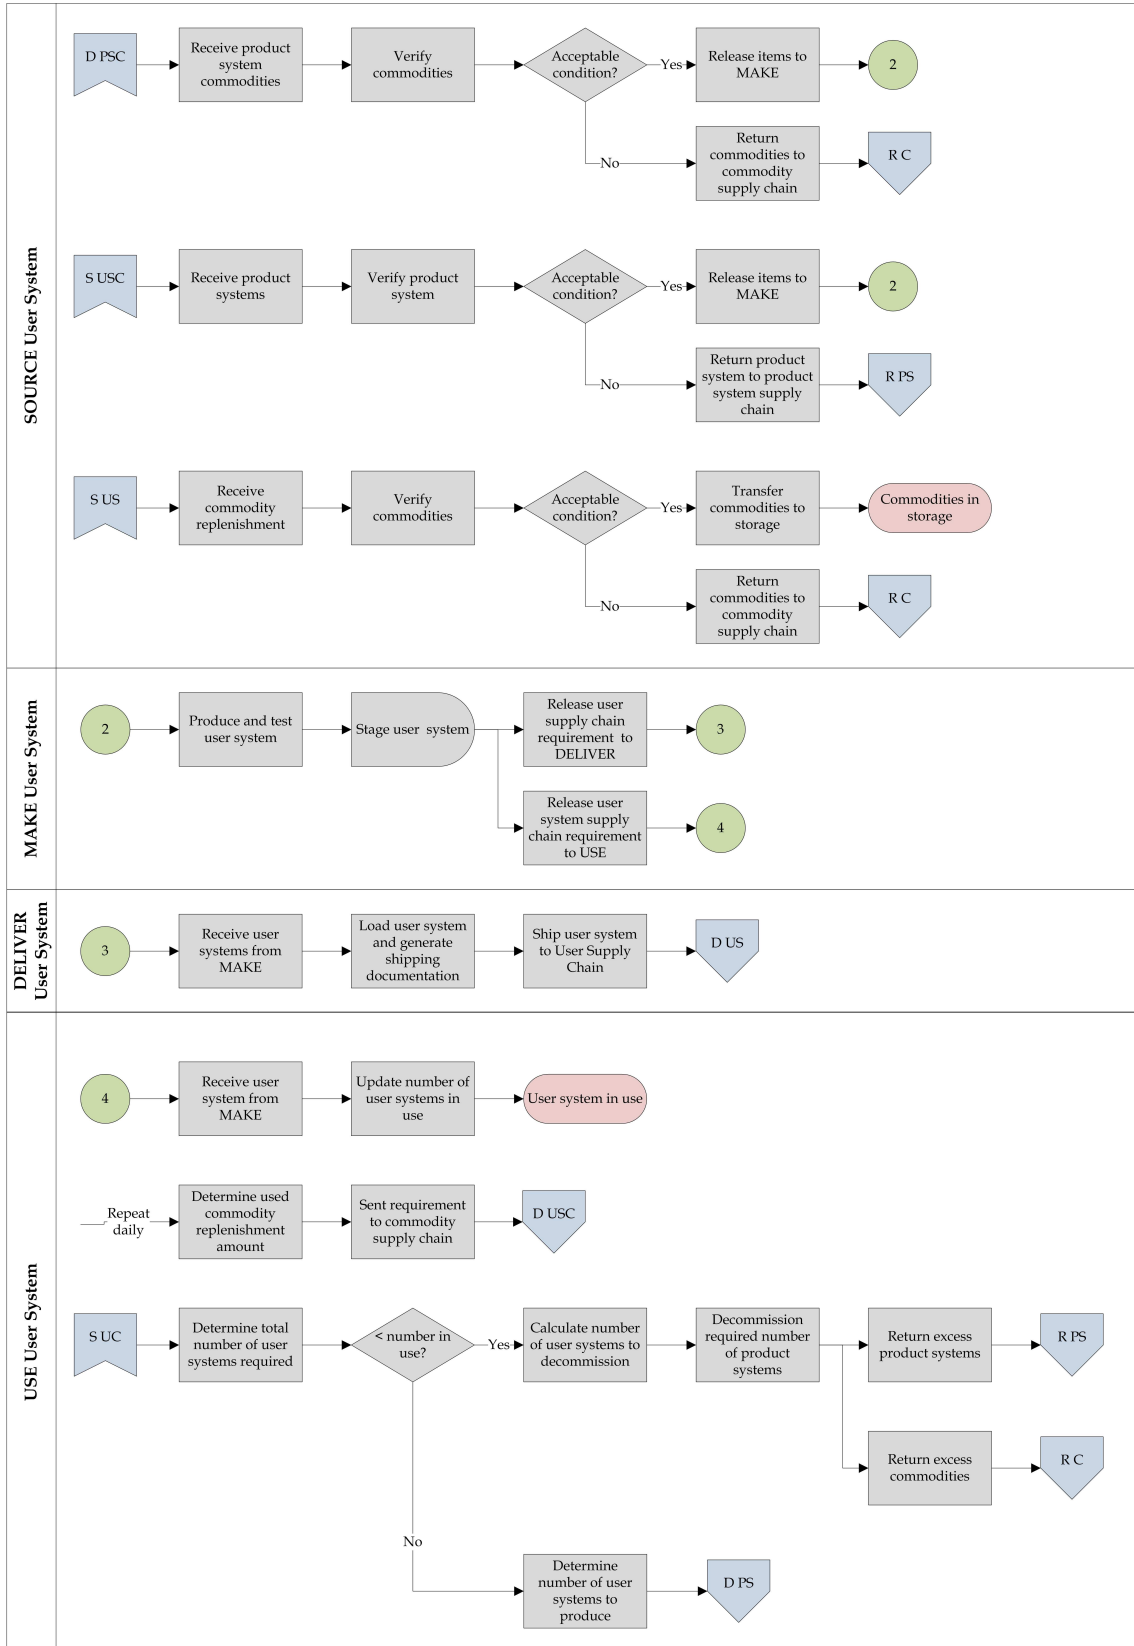 SOURCE User System
D PSC
Receive product
system
commodities
Verify
commodities
Acceptable
condition?
Yes
Release items to
MAKE
2
No
Return
commodities to
commodity
supply chain
R C
S USC
Receive product
systems
Verify product
system
Acceptable
condition?
Yes
Release items to
MAKE
2
No
Return product
system to product
system supply
chain
R PS
S US
Receive
commodity
replenishment
Verify
commodities
Acceptable
condition?
Yes
Transfer
commodities to
storage
Commodities in
storage
No
Return
commodities to
commodity
supply chain
R C
MAKE User System
2
Produce and test
user system
Stage user system
Release user
supply chain
requirement to
DELIVER
3
Release user
system supply
chain requirement
to USE
4
DELIVER
User System
3
Receive user
systems from
MAKE
Load user system
and generate
shipping
documentation
Ship user system
to User Supply
Chain
D US
USE User System
4
Receive user
system from
MAKE
Update number of
user systems in
use
User system in use
Repeat
daily
Determine used
commodity
replenishment
amount
Sent requirement
to commodity
supply chain
D USC
S UC
Determine total
number of user
systems required
< number in
use?
Yes
Calculate number
of user systems to
decommission
Decommission
required number
of product
systems
Return excess
product systems
R PS
Return excess
commodities
R C
No
Determine
number of user
systems to
produce
D PS